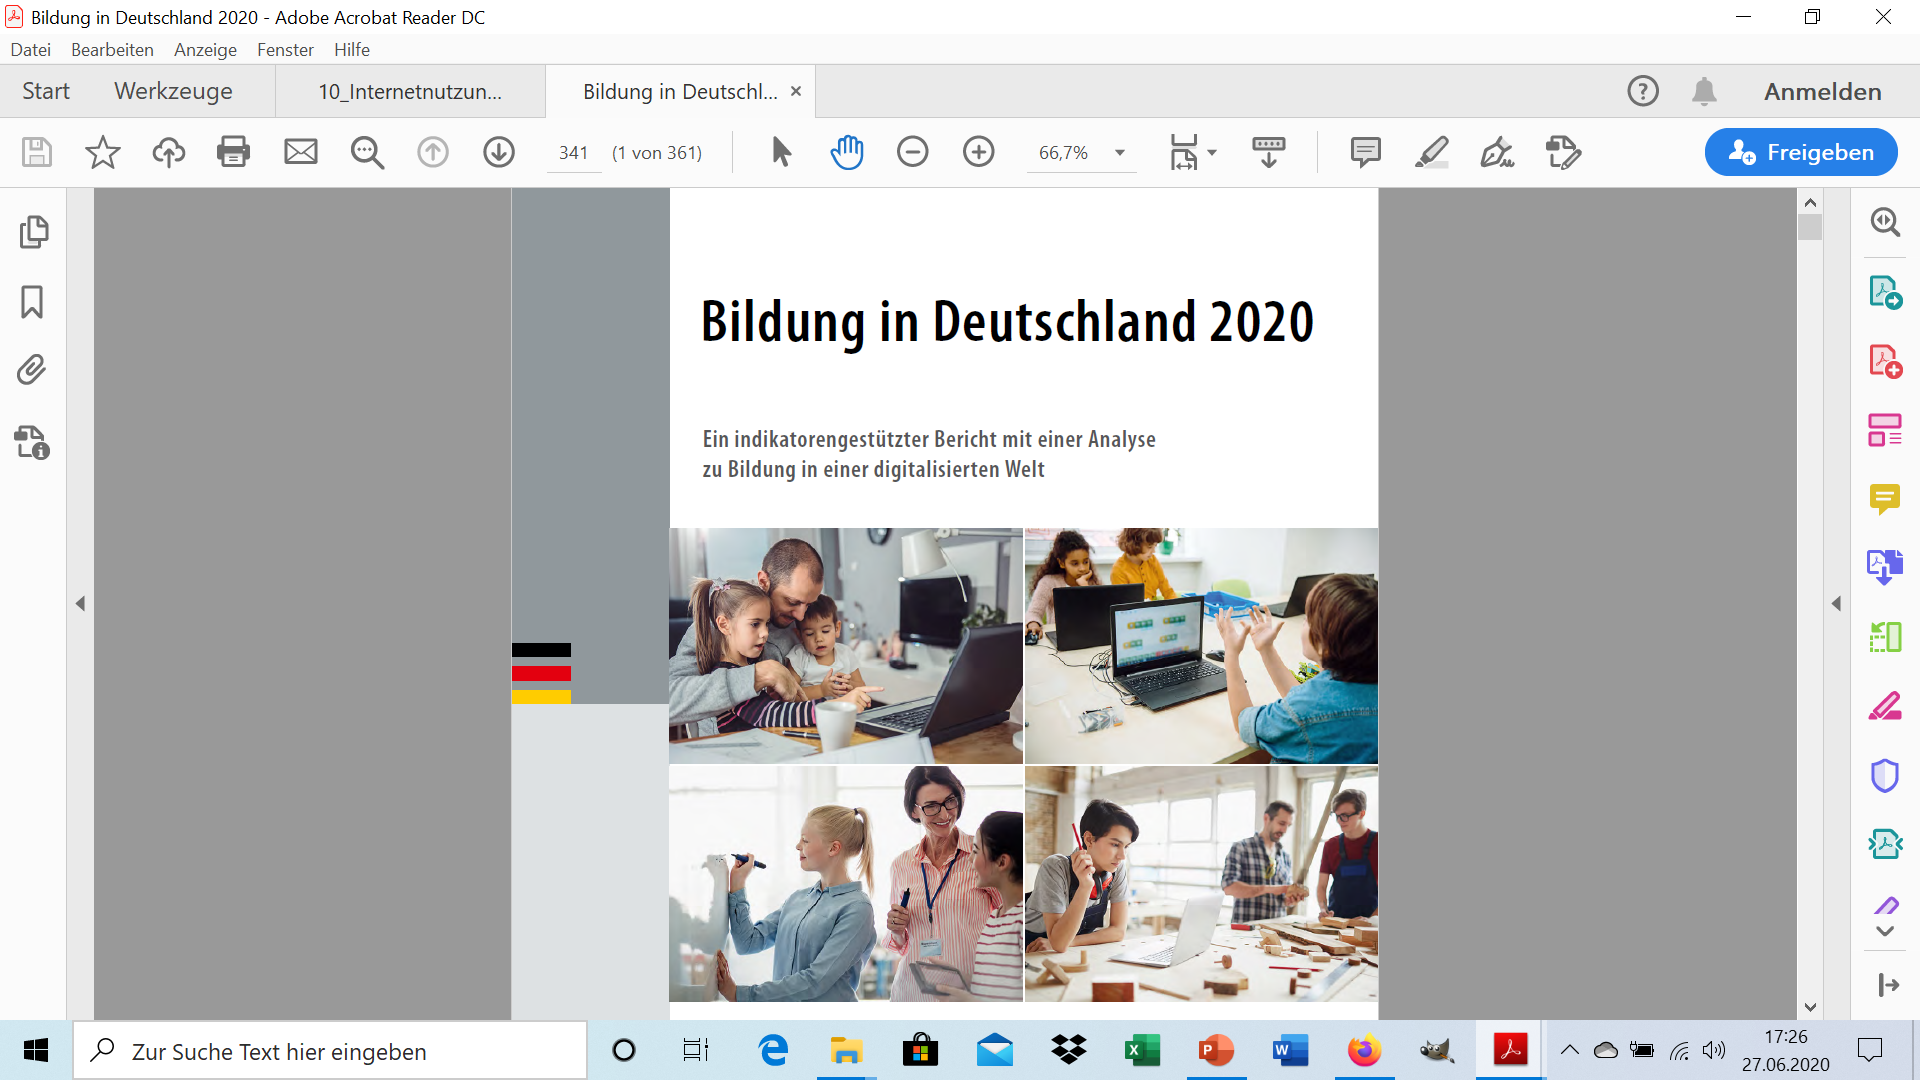 Bildung in Deutschland 2020 - Adobe Acrobat Reader DC
Datei Bearbeiten Anzeige Fenster Hilfe
Start Werkzeuge 10_Internetnutzun... Bildung in Deutschl... Anmelden
341 (1 von 361) 66,7% Freigeben
Bildung in Deutschland 2020
Ein indikatorengestützter Bericht mit einer Analyse
zu Bildung in einer digitalisierten Welt
Zur Suche Text hier eingeben
17:26
27.06.2020